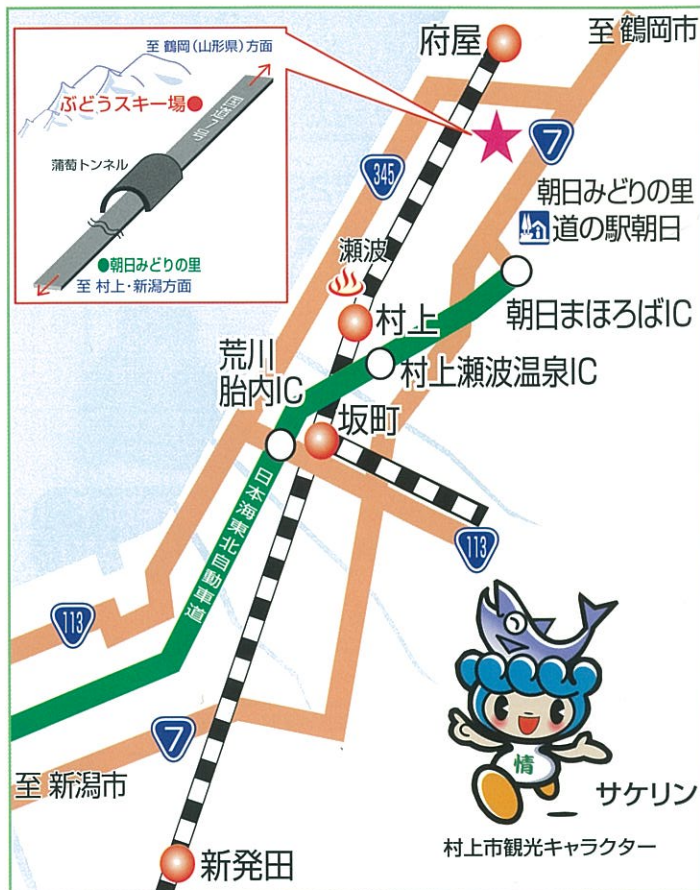 至 鶴岡(山形県)方面
ぶどうスキー場
国道7号
蒲萄トンネル
朝日みどりの里
至 村上・新潟方面
府屋
至 鶴岡市
7
345
朝日みどりの里
道の駅朝日
瀬波
村上
朝日まほろばIC
荒川
胎内IC
村上瀬波温泉IC
坂町
日本海東北自動車道
113
113
7
至 新潟市
新発田
情
サケリン
村上市観光キャラクター